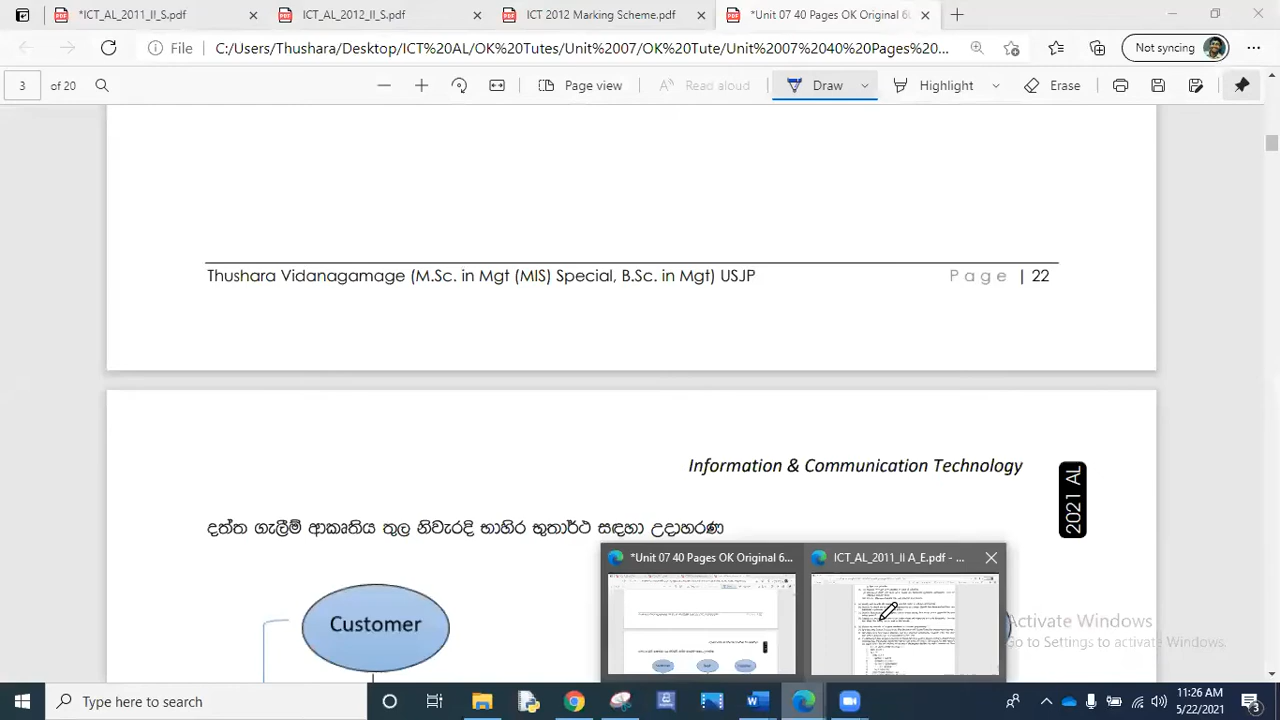 *ICT_AL_2011_II_S.pdf
ICT_AL_2012_II_S.pdf
ICT 2012 Marking Scheme.pdf
*Unit 07 40 Pages OK Original 6
File
C:/Users/Thushara/Desktop/ICT%20AL/OK%20Tutes/Unit%2007/OK%20Tute/Unit%2007%2040%20Pages%20...
Not syncing
3 of 20
Page view
Read aloud
Draw
Highlight
Erase
Thushara Vidanagamage (M.Sc. in Mgt (MIS) Special, B.Sc. in Mgt) USJP
Page | 22
Information & Communication Technology
2021 AL
දත්ත ගැලීම් ආකෘතිය තුල නිවැරදි භාහිර භූතාර්ථ සඳහා උදාහරණ
*Unit 07 40 Pages OK Original 6...
ICT_AL_2011_II A_E.pdf - ...
Customer
Activate Windows
Go to Settings to activate Windows.
Type here to search
11:26 AM
5/22/2021
3